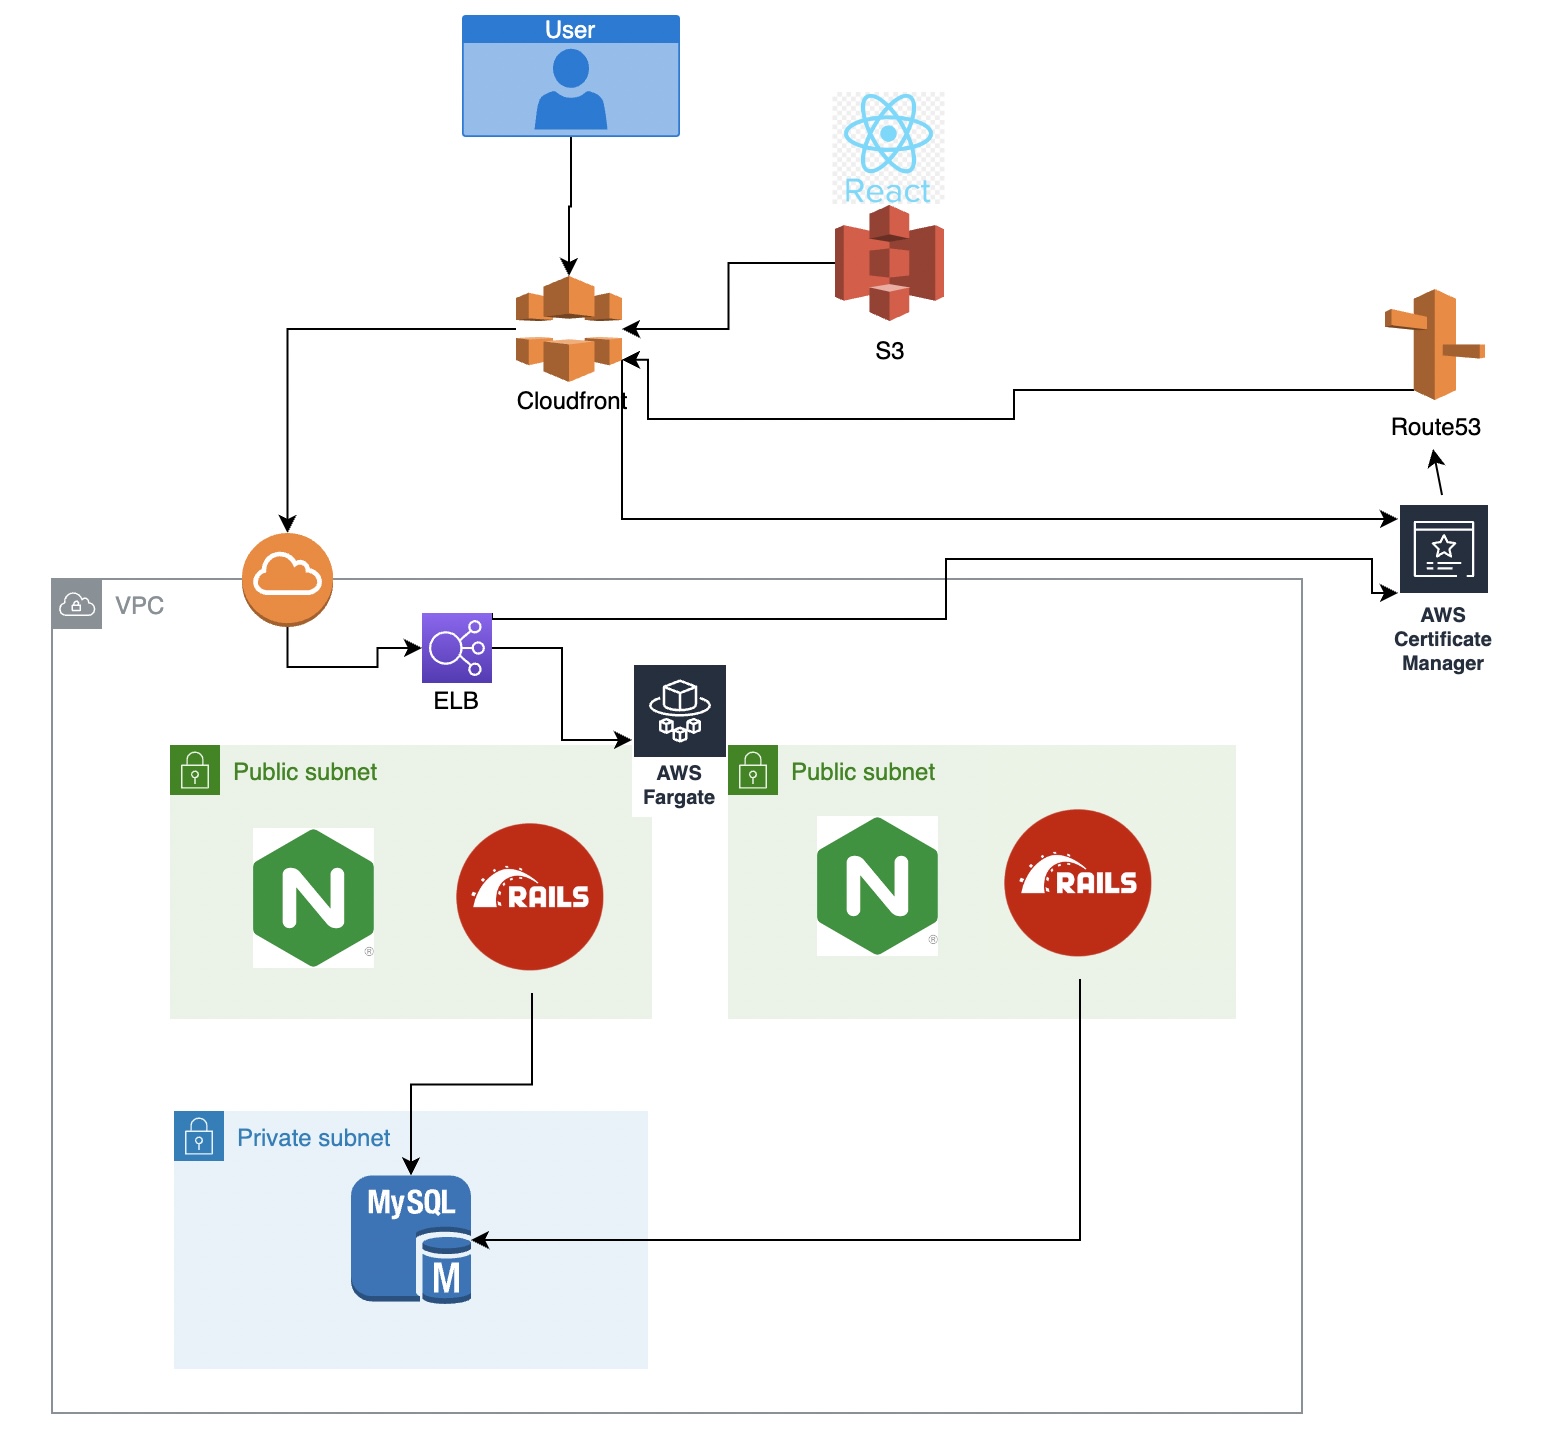 User
React
S3
Cloudfront
Route53
VPC
AWS
Certificate
Manager
ELB
AWS
Fargate
Public subnet
Public subnet
N
®
RAILS
N
®
RAILS
Private subnet
MySQL
M